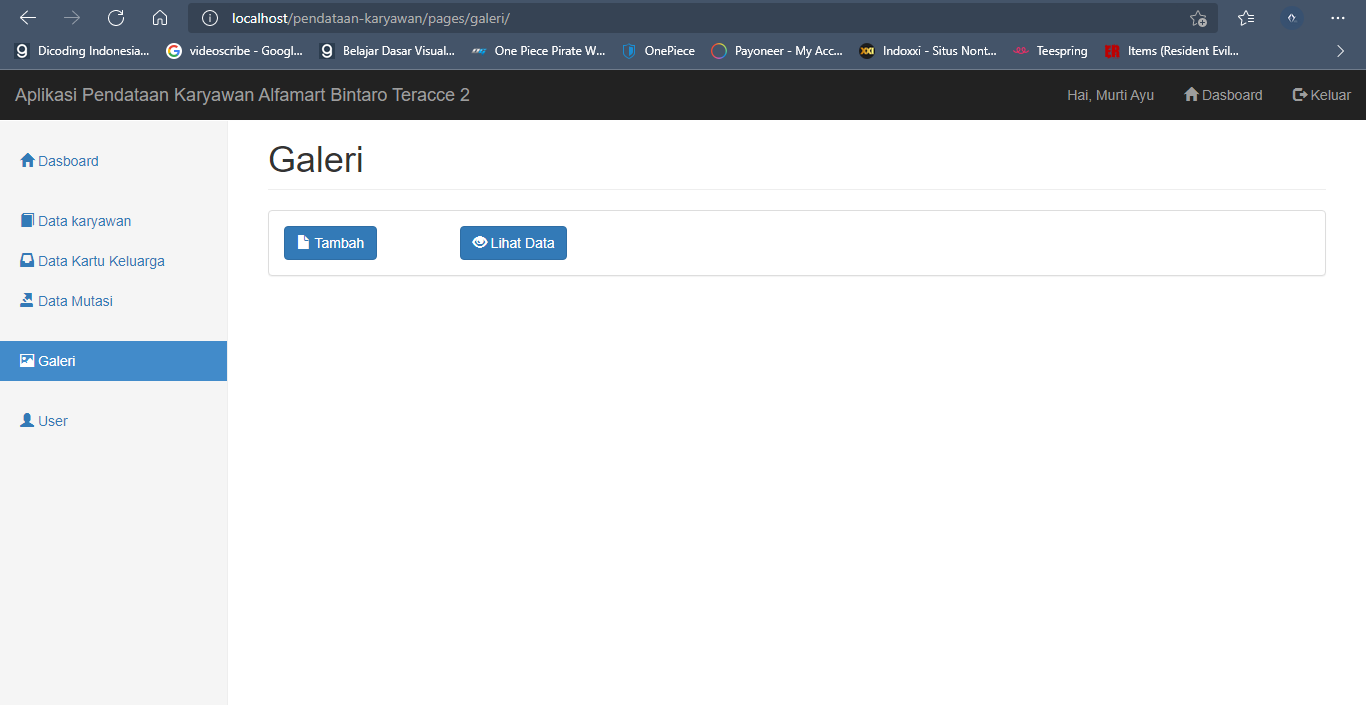 localhost/pendataan-karyawan/pages/galeri/
Dicoding Indonesia... videoscribe - Googl... Belajar Dasar Visual... One Piece Pirate W... OnePiece Payoneer - My Acc... Indoxxi - Situs Nont... Teespring Items (Resident Evil...
Aplikasi Pendataan Karyawan Alfamart Bintaro Teracce 2 Hai, Murti Ayu Dasboard Keluar
Dasboard
Data karyawan
Data Kartu Keluarga
Data Mutasi
Galeri
User
Galeri
Tambah Lihat Data